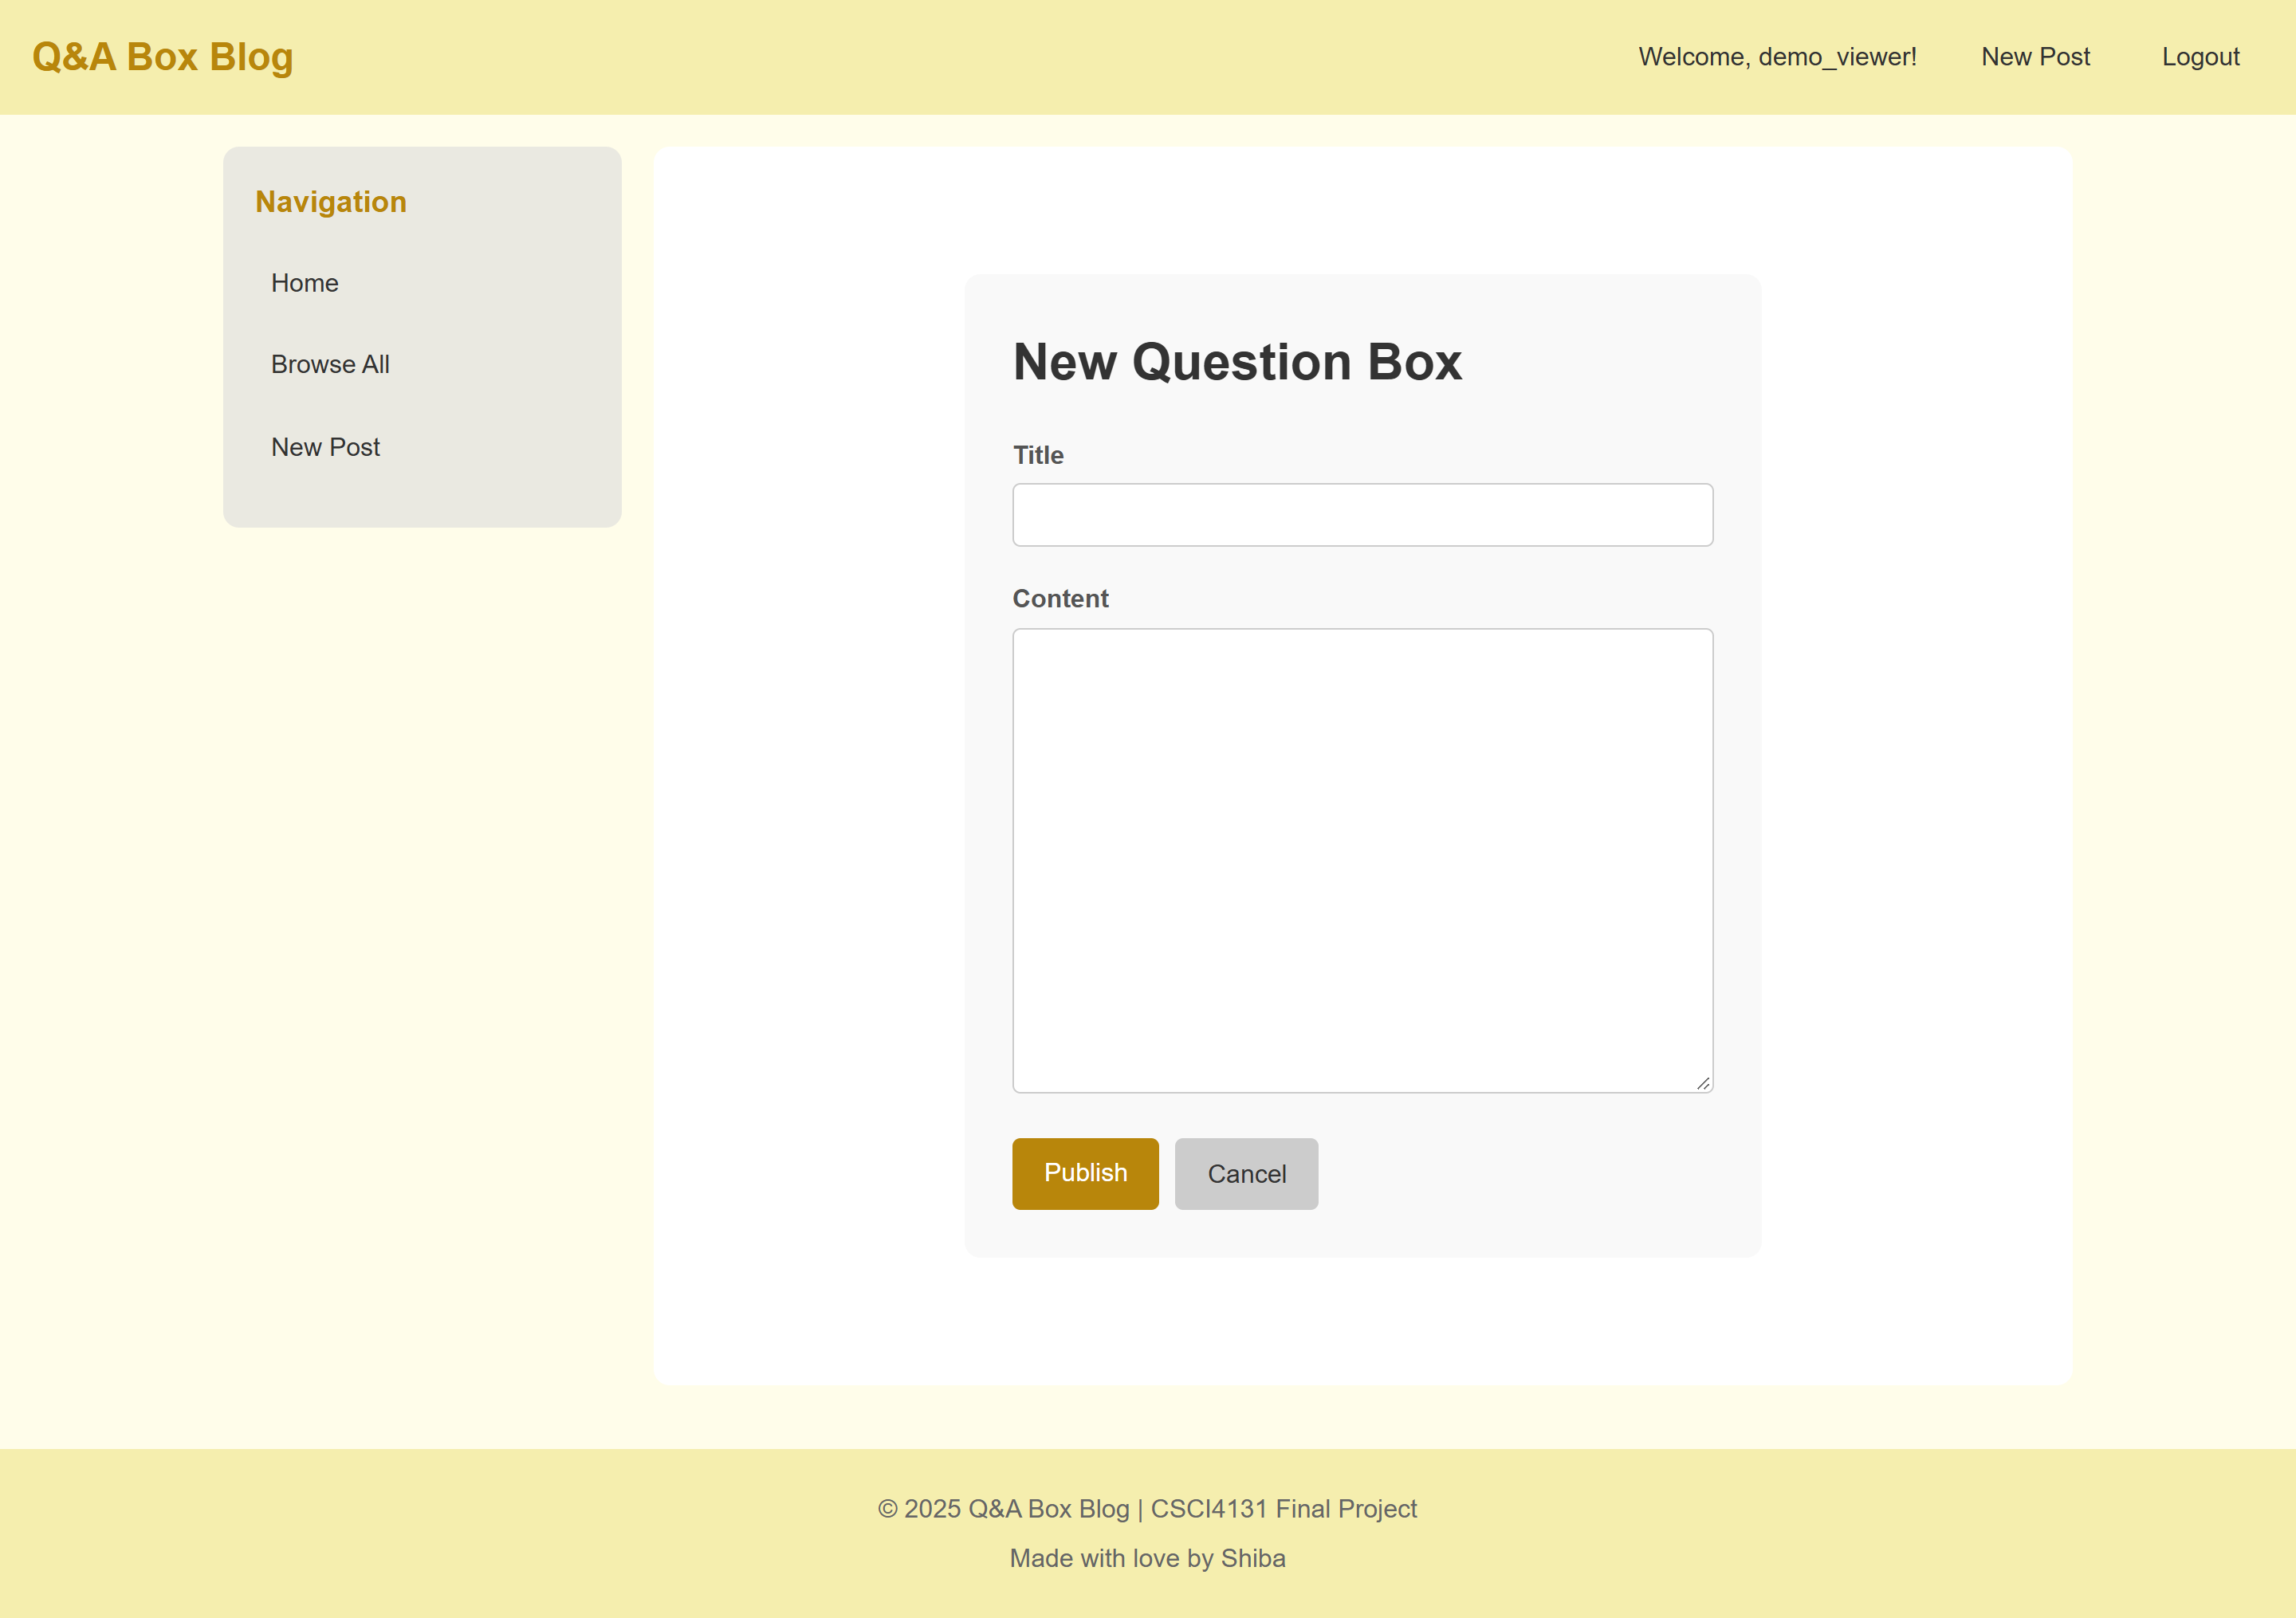 Q&A Box Blog
Welcome, demo_viewer! New Post Logout
Navigation
Home
Browse All
New Post
New Question Box
Title
Content
Publish Cancel
© 2025 Q&A Box Blog | CSCI4131 Final Project
Made with love by Shiba